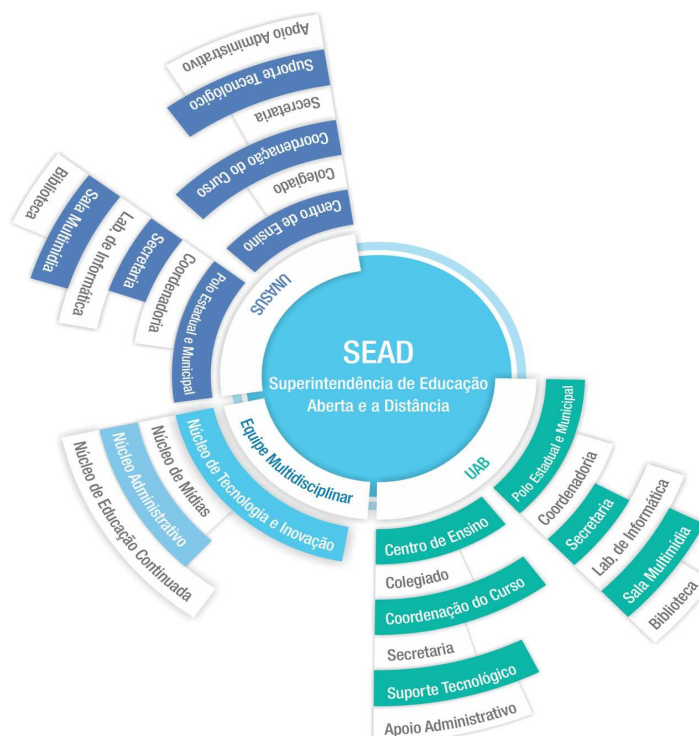 SEAD
Superintendência de Educação
Aberta e a Distância
UNASUS
Centro de Ensino
Colegiado
Coordenação do Curso
Secretaria
Suporte Tecnológico
Apoio Administrativo
Polo Estadual e Municipal
Coordenadoria
Secretaria
Lab. de Informática
Sala Multimídia
Biblioteca
Equipe Multidisciplinar
Núcleo de Tecnologia e Inovação
Núcleo de Mídias
Núcleo Administrativo
Núcleo de Educação Continuada
UAB
Polo Estadual e Municipal
Coordenadoria
Secretaria
Lab. de Informática
Sala Multimídia
Biblioteca
Centro de Ensino
Colegiado
Coordenação do Curso
Secretaria
Suporte Tecnológico
Apoio Administrativo